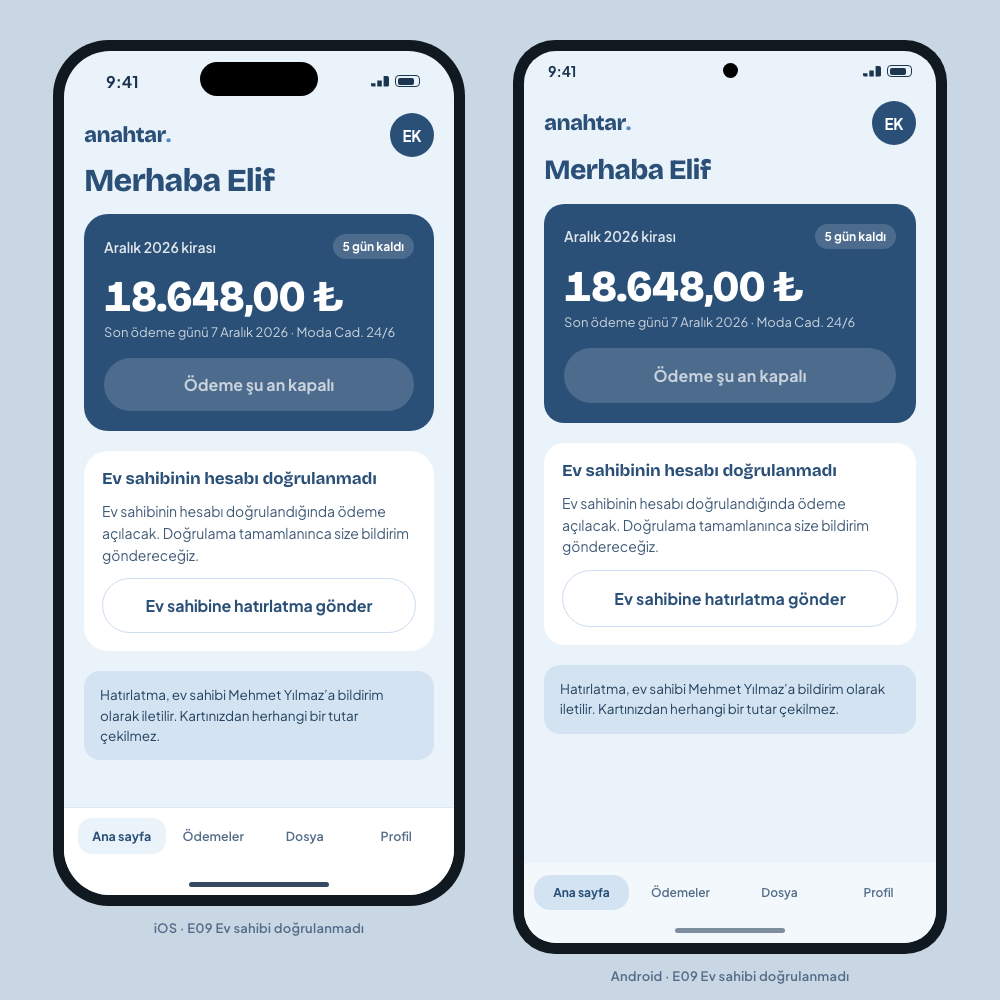 9:41
anahtar.
EK
Merhaba Elif
Aralık 2026 kirası
5 gün kaldı
18.648,00 ₺
Son ödeme günü 7 Aralık 2026 · Moda Cad. 24/6
Ödeme şu an kapalı
Ev sahibinin hesabı doğrulanmadı
Ev sahibinin hesabı doğrulandığında ödeme
açılacak. Doğrulama tamamlanınca size bildirim
göndereceğiz.
Ev sahibine hatırlatma gönder
Hatırlatma, ev sahibi Mehmet Yılmaz'a bildirim
olarak iletilir. Kartınızdan herhangi bir tutar
çekilmez.
Ana sayfa
Ödemeler
Dosya
Profil
iOS · E09 Ev sahibi doğrulanmadı
9:41
anahtar.
EK
Merhaba Elif
Aralık 2026 kirası
5 gün kaldı
18.648,00 ₺
Son ödeme günü 7 Aralık 2026 · Moda Cad. 24/6
Ödeme şu an kapalı
Ev sahibinin hesabı doğrulanmadı
Ev sahibinin hesabı doğrulandığında ödeme
açılacak. Doğrulama tamamlanınca size bildirim
göndereceğiz.
Ev sahibine hatırlatma gönder
Hatırlatma, ev sahibi Mehmet Yılmaz'a bildirim olarak
iletilir. Kartınızdan herhangi bir tutar çekilmez.
Ana sayfa
Ödemeler
Dosya
Profil
Android · E09 Ev sahibi doğrulanmadı